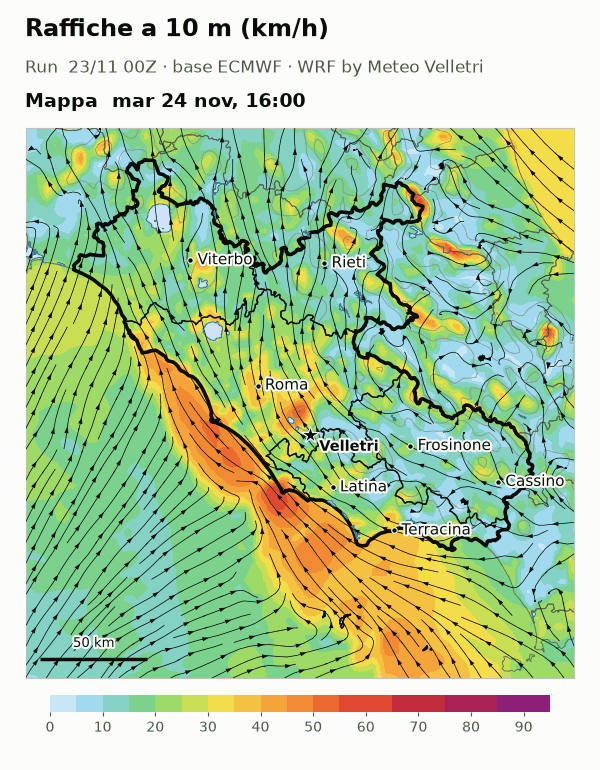 Raffiche a 10 m (km/h)
Run  23/11 00Z · base ECMWF · WRF by Meteo Velletri
Mappa  mar 24 nov, 16:00
Viterbo
Rieti
Roma
Velletri
Frosinone
Cassino
Latina
Terracina
50 km
0 10 20 30 40 50 60 70 80 90